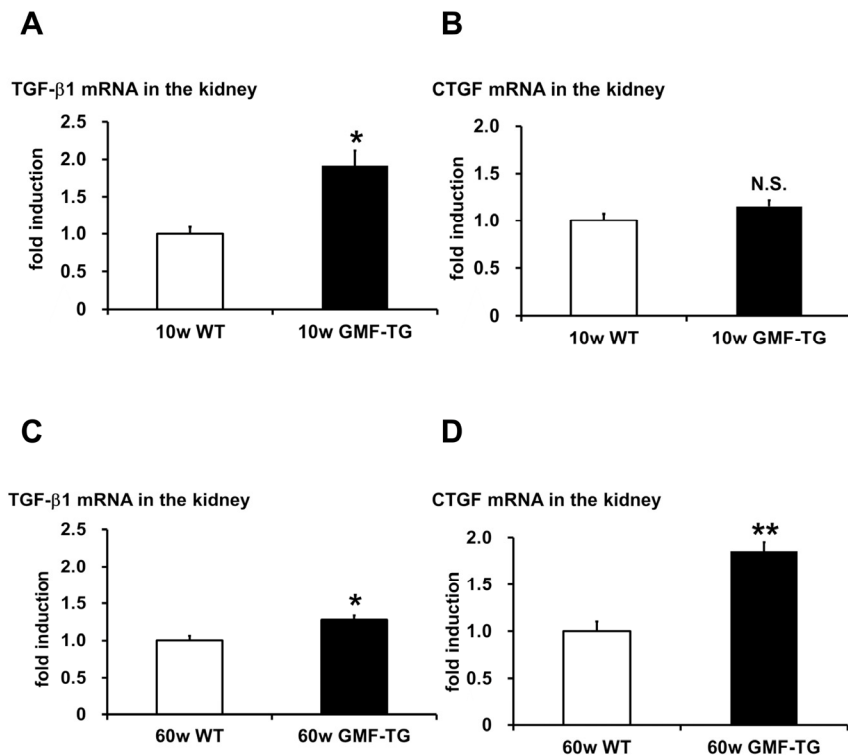 A
TGF-β1 mRNA in the kidney
fold induction
2.5
2.0
1.5
1.0
0.5
0
*
10w WT 10w GMF-TG
B
CTGF mRNA in the kidney
fold induction
2.0
1.5
1.0
0.5
0
N.S.
10w WT 10w GMF-TG
C
TGF-β1 mRNA in the kidney
fold induction
2.5
2.0
1.5
1.0
0.5
0
*
60w WT 60w GMF-TG
D
CTGF mRNA in the kidney
fold induction
2.0
1.5
1.0
0.5
0
**
60w WT 60w GMF-TG